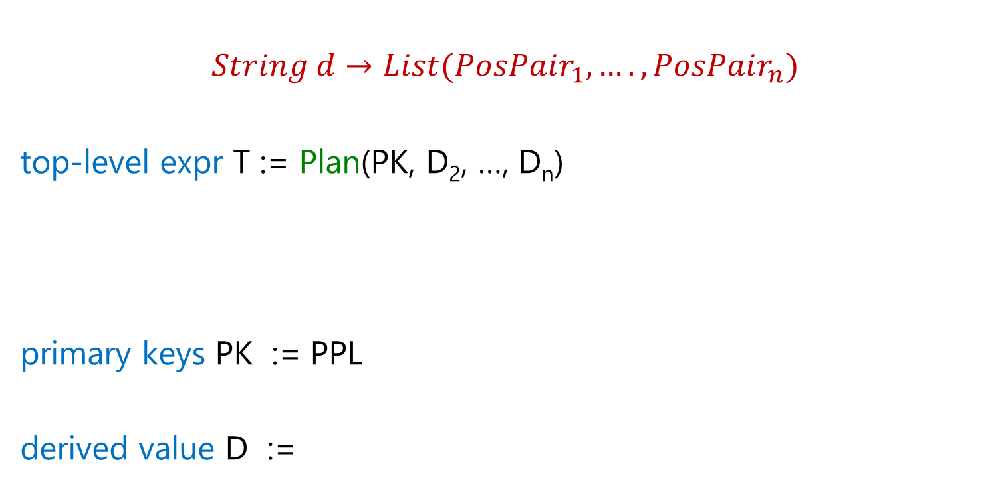 String d → List(PosPair₁, … . , PosPairₙ)
top-level expr T := Plan(PK, D₂, …, Dₙ)
primary keys PK := PPL
derived value D :=